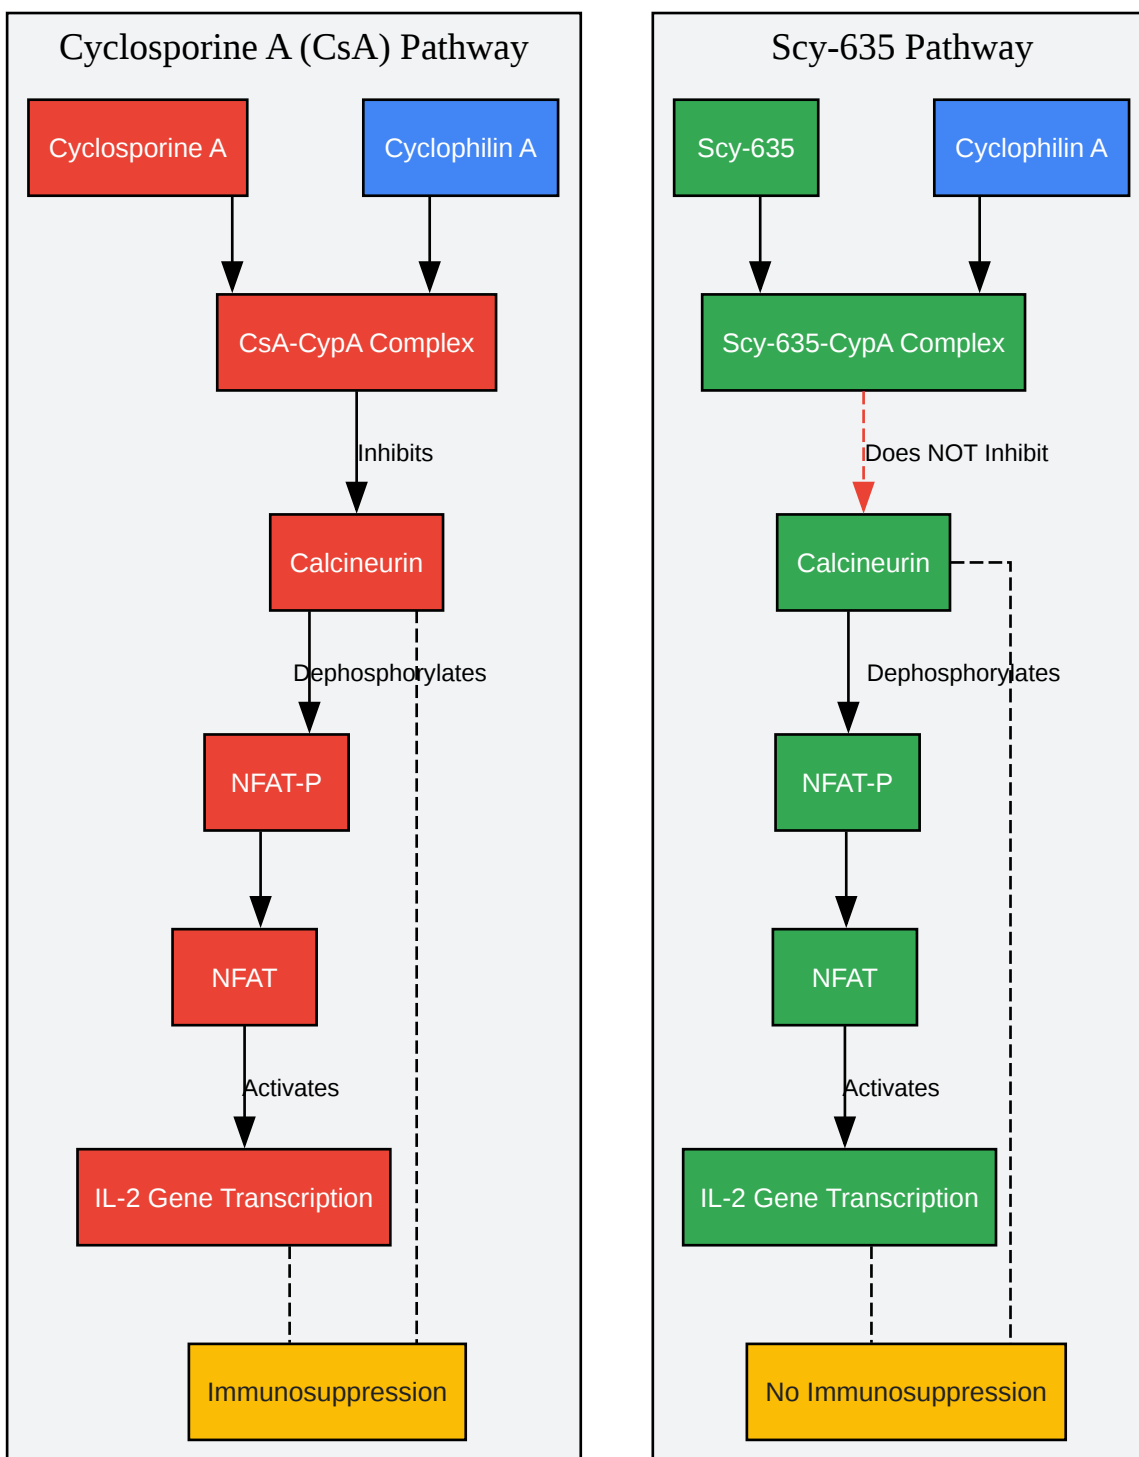 Cyclosporine A (CsA) Pathway
Cyclosporine A
Cyclophilin A
CsA-CypA Complex
Inhibits
Calcineurin
Dephosphorylates
NFAT-P
NFAT
Activates
IL-2 Gene Transcription
Immunosuppression
Scy-635 Pathway
Scy-635
Cyclophilin A
Scy-635-CypA Complex
Does NOT Inhibit
Calcineurin
Dephosphorylates
NFAT-P
NFAT
Activates
IL-2 Gene Transcription
No Immunosuppression